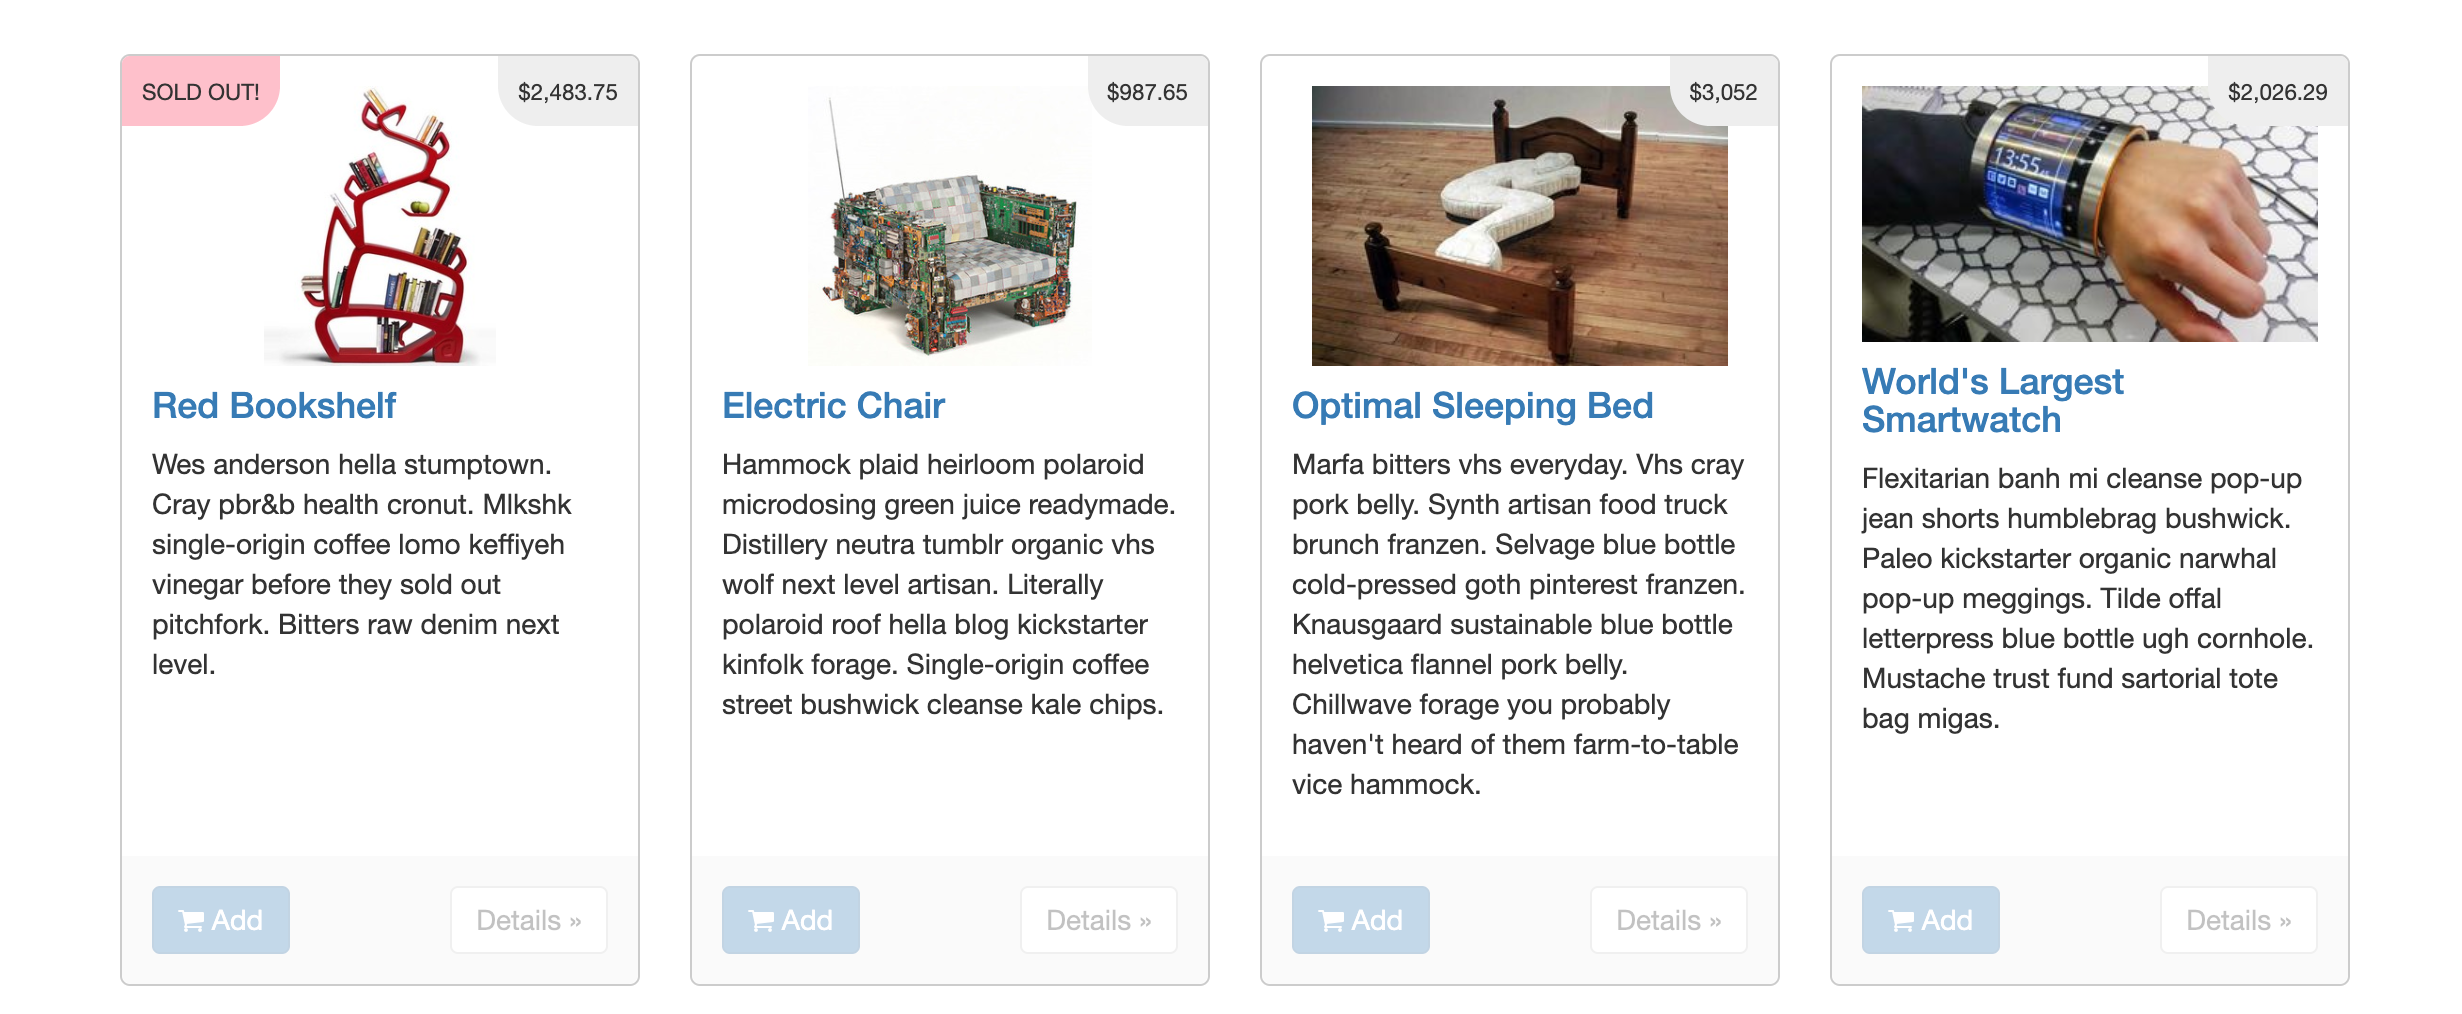 SOLD OUT!
$2,483.75
Red Bookshelf
Wes anderson hella stumptown.
Cray pbr&b health cronut. Mlkshk
single-origin coffee lomo keffiyeh
vinegar before they sold out
pitchfork. Bitters raw denim next
level.
Add
Details »
$987.65
Electric Chair
Hammock plaid heirloom polaroid
microdosing green juice readymade.
Distillery neutra tumblr organic vhs
wolf next level artisan. Literally
polaroid roof hella blog kickstarter
kinfolk forage. Single-origin coffee
street bushwick cleanse kale chips.
Add
Details »
$3,052
Optimal Sleeping Bed
Marfa bitters vhs everyday. Vhs cray
pork belly. Synth artisan food truck
brunch franzen. Selvage blue bottle
cold-pressed goth pinterest franzen.
Knausgaard sustainable blue bottle
helvetica flannel pork belly.
Chillwave forage you probably
haven't heard of them farm-to-table
vice hammock.
Add
Details »
$2,026.29
13:55
World's Largest
Smartwatch
Flexitarian banh mi cleanse pop-up
jean shorts humblebrag bushwick.
Paleo kickstarter organic narwhal
pop-up meggings. Tilde offal
letterpress blue bottle ugh cornhole.
Mustache trust fund sartorial tote
bag migas.
Add
Details »